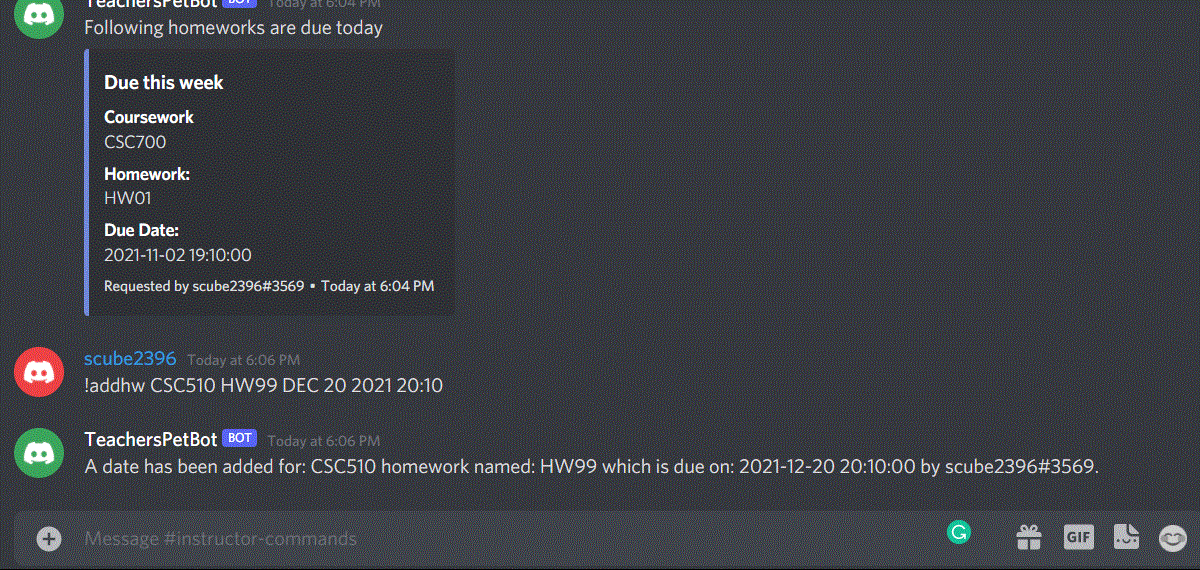 TeachersPetBot BOT Today at 6:04 PM
Following homeworks are due today
Due this week
Coursework
CSC700
Homework:
HW01
Due Date:
2021-11-02 19:10:00
Requested by scube2396#3569 • Today at 6:04 PM
scube2396 Today at 6:06 PM
!addhw CSC510 HW99 DEC 20 2021 20:10
TeachersPetBot BOT Today at 6:06 PM
A date has been added for: CSC510 homework named: HW99 which is due on: 2021-12-20 20:10:00 by scube2396#3569.
Message #instructor-commands
GIF